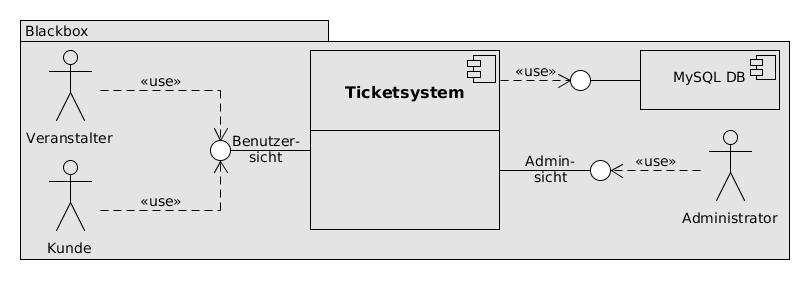 Blackbox
«use»
Veranstalter
«use»
Kunde
Benutzer-
sicht
Ticketsystem
«use»
MySQL DB
Admin-
sicht
«use»
Administrator